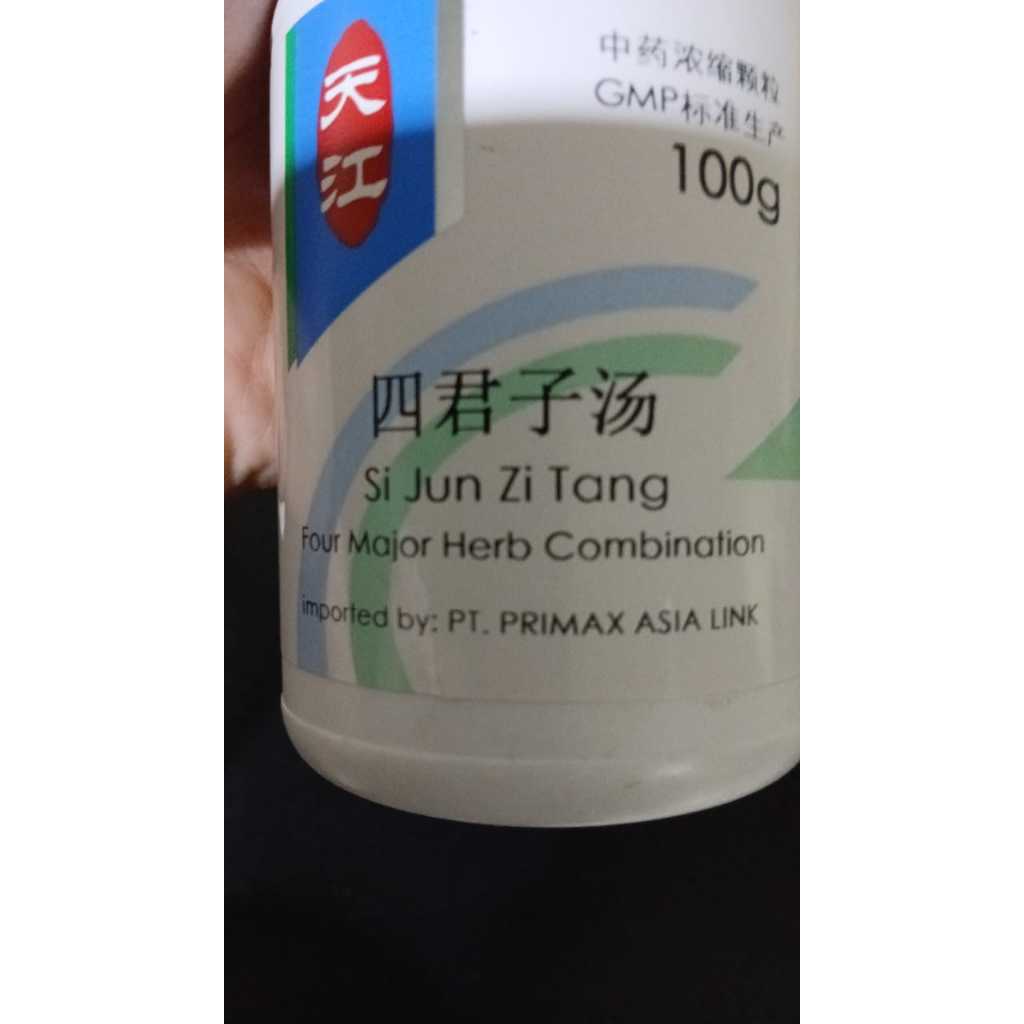 天江
中药浓缩颗粒
GMP标准生产
100g
四君子汤
Si Jun Zi Tang
Four Major Herb Combination
imported by: PT. PRIMAX ASIA LINK